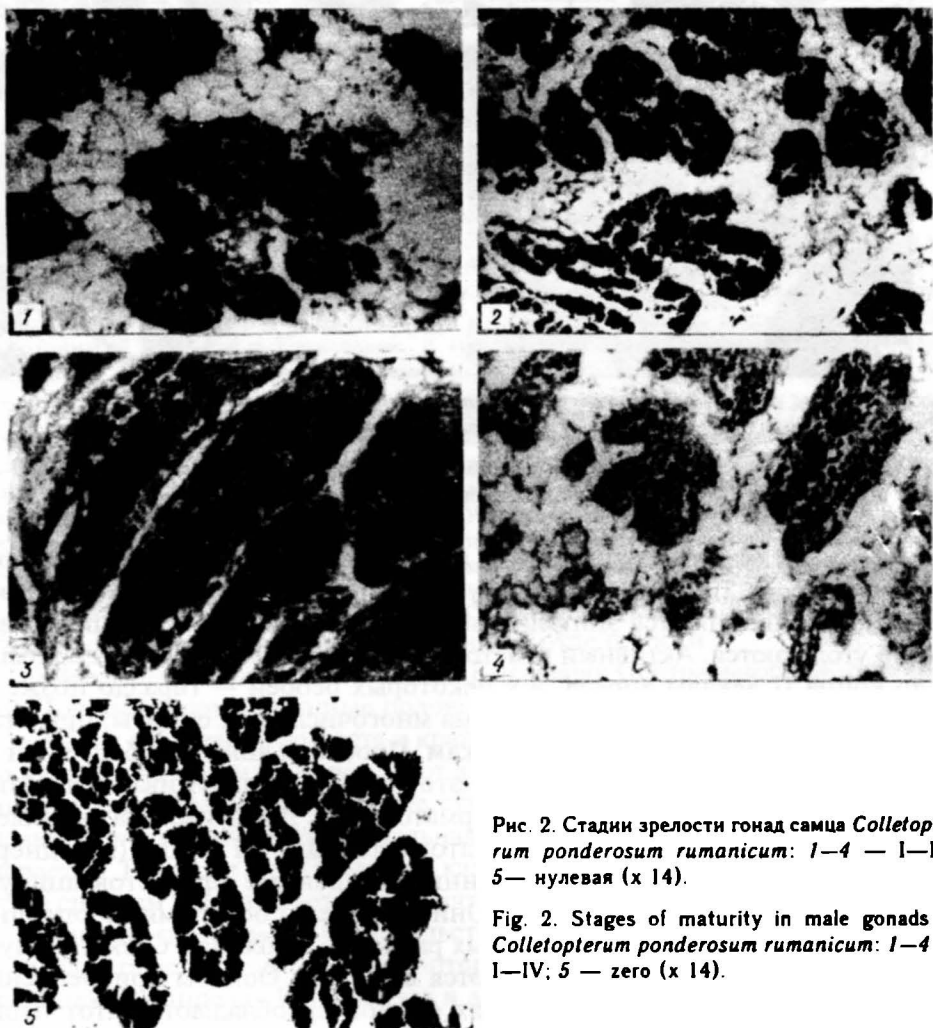 1
2
3
4
5
Рис. 2. Стадии зрелости гонад самца Colletop
rum ponderosum rumanicum: 1—4 — I—I
5— нулевая (x 14).
Fig. 2. Stages of maturity in male gonads
Colletopterum ponderosum rumanicum: 1—4
I—IV; 5 — zero (x 14).